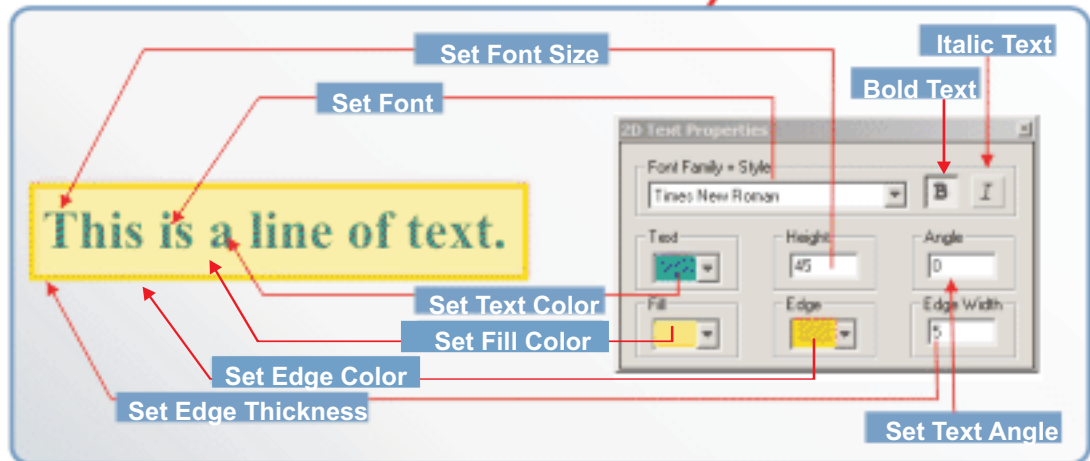 Set Font Size
Italic Text
Bold Text
Set Font
2D Text Properties
Font Family + Style
Times New Roman
B
I
This is a line of text.
Text
Height
45
Angle
0
Set Text Color
Fill
Edge
Edge Width
5
Set Fill Color
Set Edge Color
Set Edge Thickness
Set Text Angle